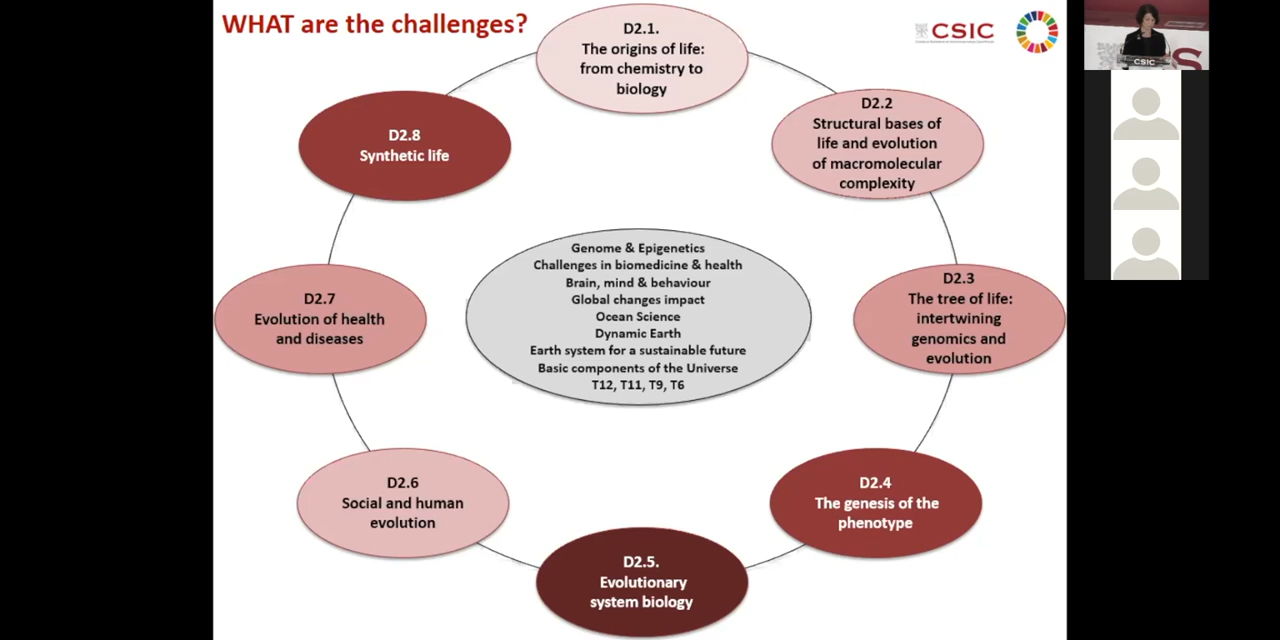 WHAT are the challenges?
CSIC
D2.1.
The origins of life:
from chemistry to
biology
D2.2
Structural bases of
life and evolution
of macromolecular
complexity
D2.3
The tree of life:
intertwining
genomics and
evolution
D2.4
The genesis of the
phenotype
D2.5.
Evolutionary
system biology
D2.6
Social and human
evolution
D2.7
Evolution of health
and diseases
D2.8
Synthetic life
Genome & Epigenetics
Challenges in biomedicine & health
Brain, mind & behaviour
Global changes impact
Ocean Science
Dynamic Earth
Earth system for a sustainable future
Basic components of the Universe
T12, T11, T9, T6
CSIC